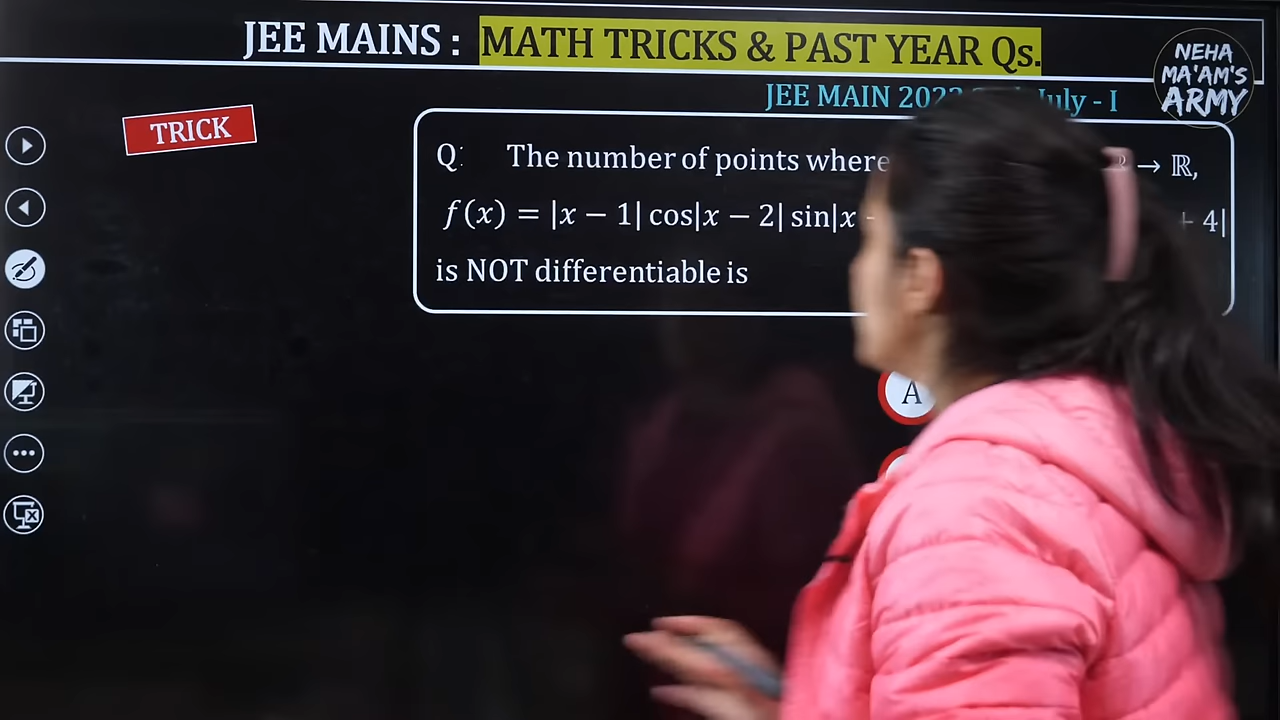 JEE MAINS : MATH TRICKS & PAST YEAR Qs.
NEHA
MA'AM'S
ARMY
JEE MAIN 202 July - I
TRICK
Q: The number of points where → ℝ,
f(x) = |x − 1| cos|x − 2| sin|x + 4|
is NOT differentiable is
A